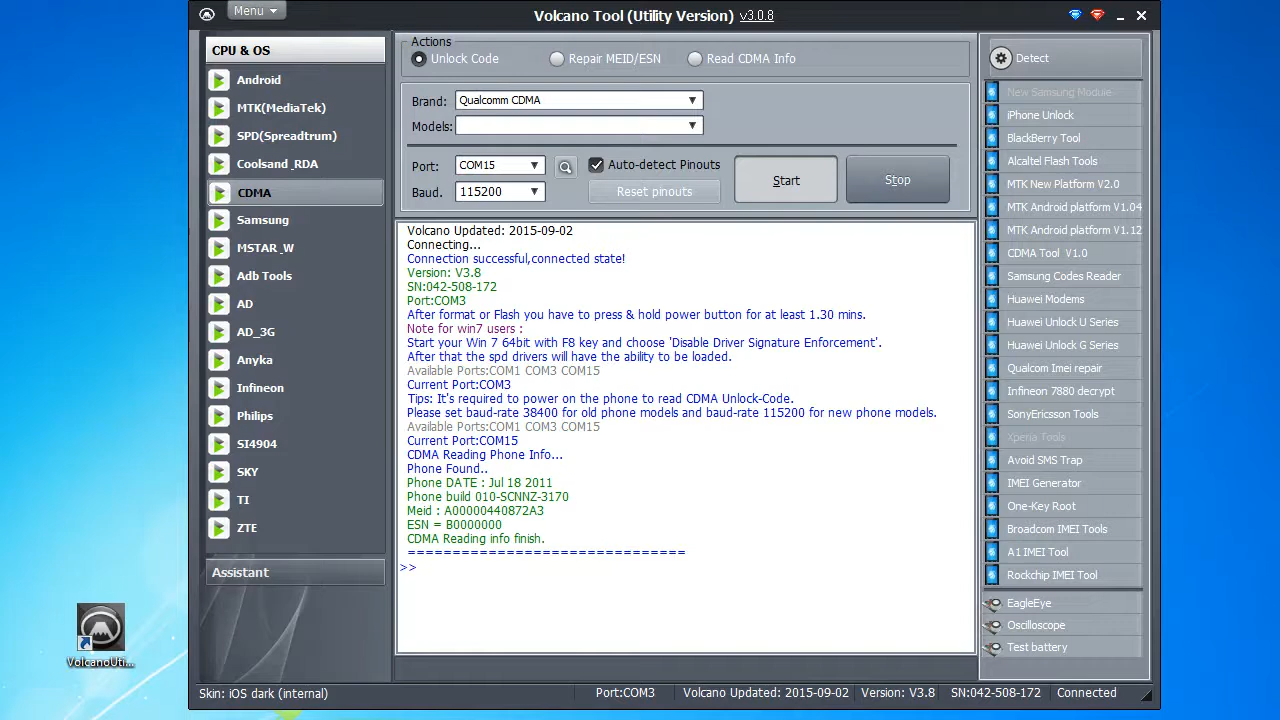 Menu
Volcano Tool (Utility Version) v3.0.8
CPU & OS
Android
MTK(MediaTek)
SPD(Spreadtrum)
Coolsand_RDA
CDMA
Samsung
MSTAR_W
Adb Tools
AD
AD_3G
Anyka
Infineon
Philips
SI4904
SKY
TI
ZTE
Assistant
Actions
Unlock Code
Repair MEID/ESN
Read CDMA Info
Brand: Qualcomm CDMA
Models:
Port: COM15
Auto-detect Pinouts
Baud. 115200
Reset pinouts
Start
Stop
Volcano Updated: 2015-09-02
Connecting...
Connection successful,connected state!
Version: V3.8
SN:042-508-172
Port:COM3
After format or Flash you have to press & hold power button for at least 1.30 mins.
Note for win7 users :
Start your Win 7 64bit with F8 key and choose 'Disable Driver Signature Enforcement'.
After that the spd drivers will have the ability to be loaded.
Available Ports:COM1 COM3 COM15
Current Port:COM3
Tips: It's required to power on the phone to read CDMA Unlock-Code.
Please set baud-rate 38400 for old phone models and baud-rate 115200 for new phone models.
Available Ports:COM1 COM3 COM15
Current Port:COM15
CDMA Reading Phone Info...
Phone Found..
Phone DATE : Jul 18 2011
Phone build 010-SCNNZ-3170
Meid : A00000440872A3
ESN = B0000000
CDMA Reading info finish.
===============================
>>
Detect
New Samsung Module
iPhone Unlock
BlackBerry Tool
Alcaltel Flash Tools
MTK New Platform V2.0
MTK Android platform V1.04
MTK Android platform V1.12
CDMA Tool V1.0
Samsung Codes Reader
Huawei Modems
Huawei Unlock U Series
Huawei Unlock G Series
Qualcom Imei repair
Infineon 7880 decrypt
SonyEricsson Tools
Xperia Tools
Avoid SMS Trap
IMEI Generator
One-Key Root
Broadcom IMEI Tools
A1 IMEI Tool
Rockchip IMEI Tool
EagleEye
Oscilloscope
Test battery
VolcanoUti...
Skin: iOS dark (internal)
Port:COM3
Volcano Updated: 2015-09-02
Version: V3.8
SN:042-508-172
Connected